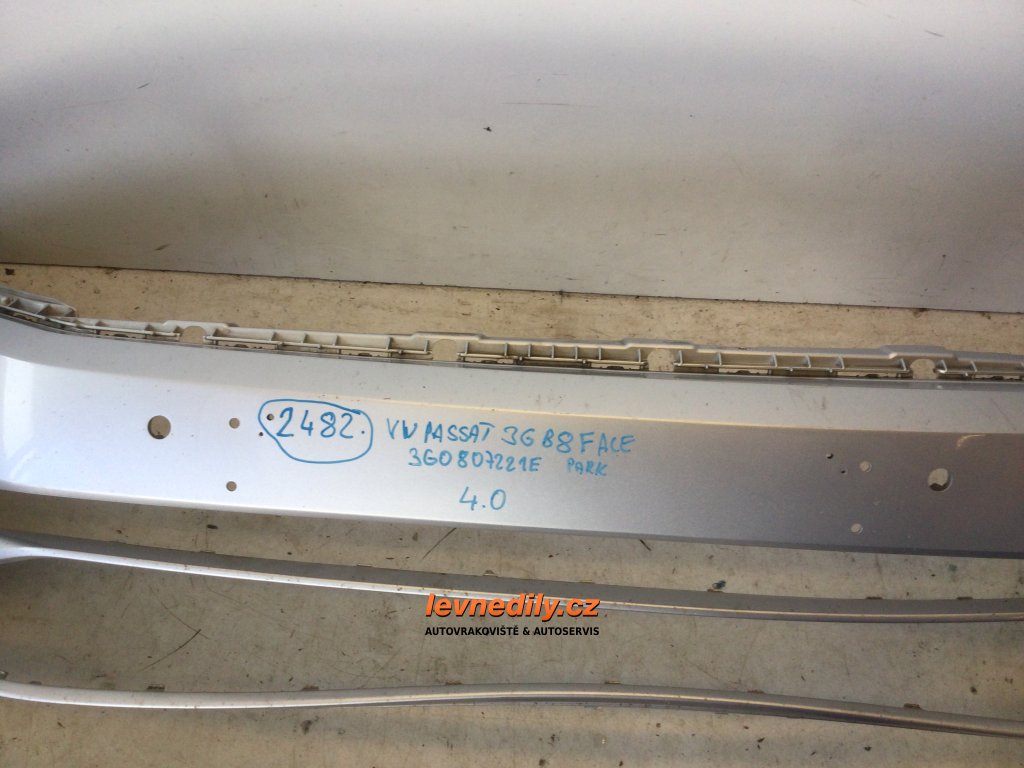 2482. VW PASSAT 3G B8 FACE
3G0807221E PARK
4.0
levnedily.cz
AUTOVRAKOVIŠTĚ & AUTOSERVIS